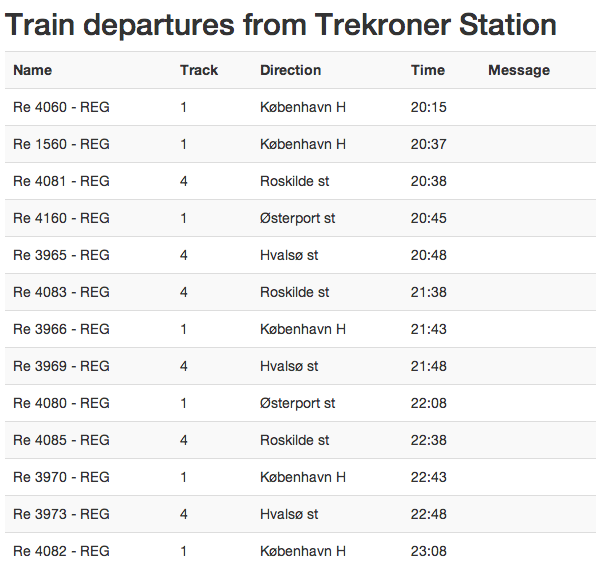 Train departures from Trekroner Station
Name Track Direction Time Message
Re 4060 - REG 1 København H 20:15
Re 1560 - REG 1 København H 20:37
Re 4081 - REG 4 Roskilde st 20:38
Re 4160 - REG 1 Østerport st 20:45
Re 3965 - REG 4 Hvalsø st 20:48
Re 4083 - REG 4 Roskilde st 21:38
Re 3966 - REG 1 København H 21:43
Re 3969 - REG 4 Hvalsø st 21:48
Re 4080 - REG 1 Østerport st 22:08
Re 4085 - REG 4 Roskilde st 22:38
Re 3970 - REG 1 København H 22:43
Re 3973 - REG 4 Hvalsø st 22:48
Re 4082 - REG 1 København H 23:08